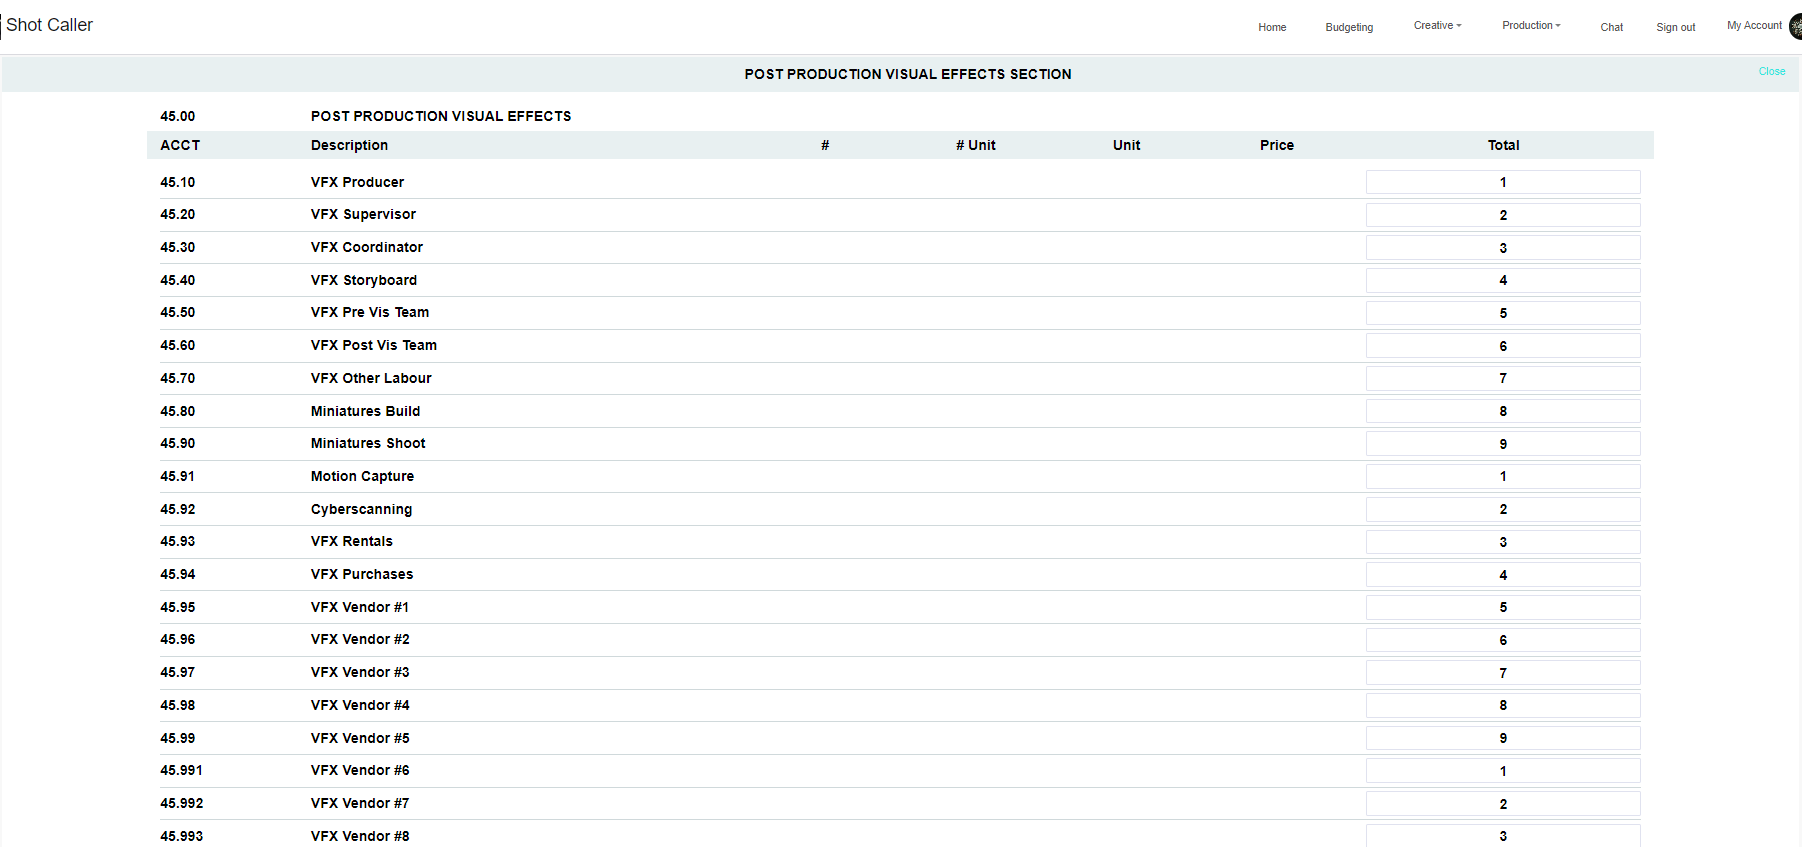 Shot Caller Home Budgeting Creative Production Chat Sign out My Account
POST PRODUCTION VISUAL EFFECTS SECTION Close
45.00 POST PRODUCTION VISUAL EFFECTS
ACCT Description # # Unit Unit Price Total
45.10 VFX Producer 1
45.20 VFX Supervisor 2
45.30 VFX Coordinator 3
45.40 VFX Storyboard 4
45.50 VFX Pre Vis Team 5
45.60 VFX Post Vis Team 6
45.70 VFX Other Labour 7
45.80 Miniatures Build 8
45.90 Miniatures Shoot 9
45.91 Motion Capture 1
45.92 Cyberscanning 2
45.93 VFX Rentals 3
45.94 VFX Purchases 4
45.95 VFX Vendor #1 5
45.96 VFX Vendor #2 6
45.97 VFX Vendor #3 7
45.98 VFX Vendor #4 8
45.99 VFX Vendor #5 9
45.991 VFX Vendor #6 1
45.992 VFX Vendor #7 2
45.993 VFX Vendor #8 3